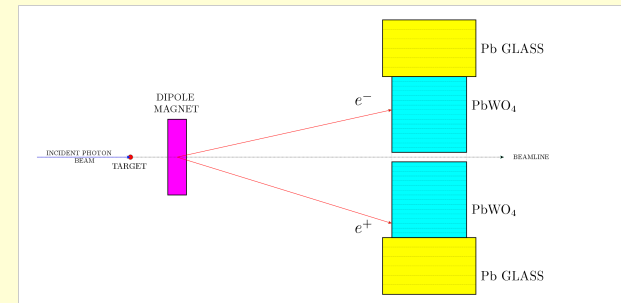 Pb GLASS
DIPOLE
MAGNET
e−
PbWO4
INCIDENT PHOTON
BEAM
TARGET
BEAMLINE
PbWO4
e+
Pb GLASS